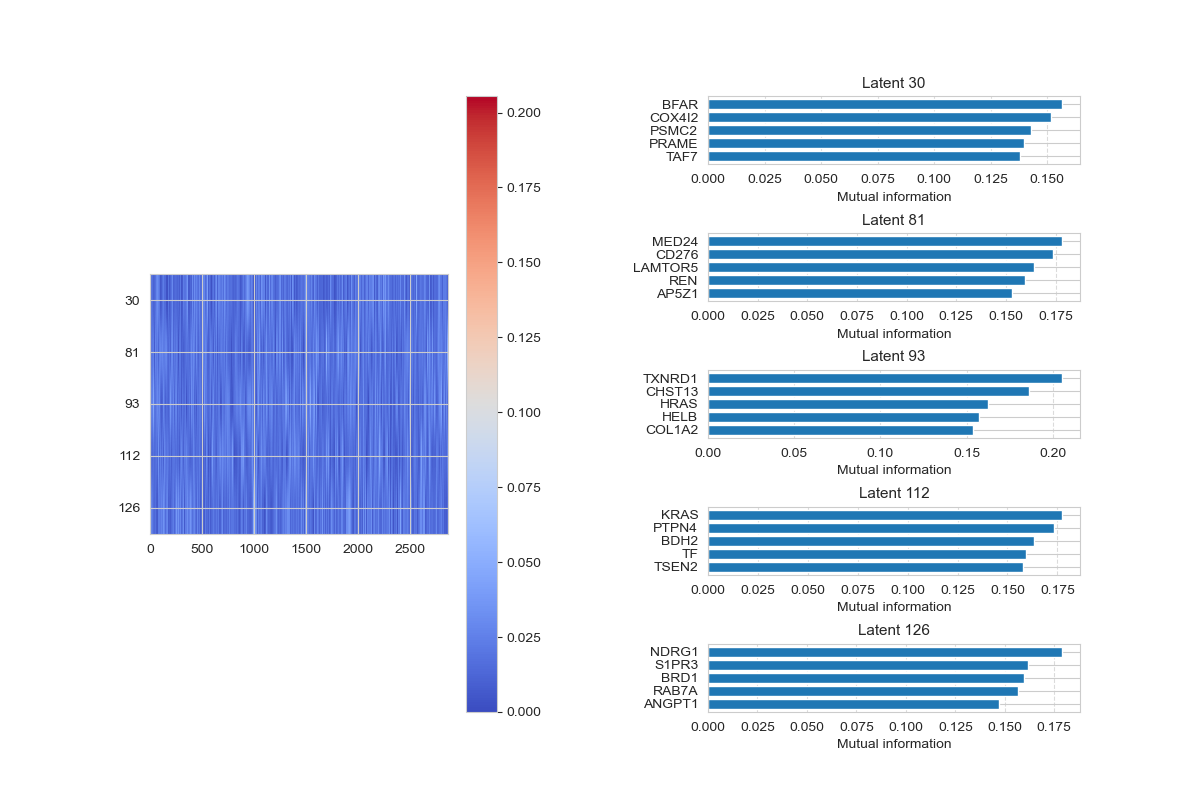 30
81
93
112
126
0 500 1000 1500 2000 2500
0.200
0.175
0.150
0.125
0.100
0.075
0.050
0.025
0.000
Latent 30
BFAR
COX4I2
PSMC2
PRAME
TAF7
0.000 0.025 0.050 0.075 0.100 0.125 0.150
Mutual information
Latent 81
MED24
CD276
LAMTOR5
REN
AP5Z1
0.000 0.025 0.050 0.075 0.100 0.125 0.150 0.175
Mutual information
Latent 93
TXNRD1
CHST13
HRAS
HELB
COL1A2
0.00 0.05 0.10 0.15 0.20
Mutual information
Latent 112
KRAS
PTPN4
BDH2
TF
TSEN2
0.000 0.025 0.050 0.075 0.100 0.125 0.150 0.175
Mutual information
Latent 126
NDRG1
S1PR3
BRD1
RAB7A
ANGPT1
0.000 0.025 0.050 0.075 0.100 0.125 0.150 0.175
Mutual information